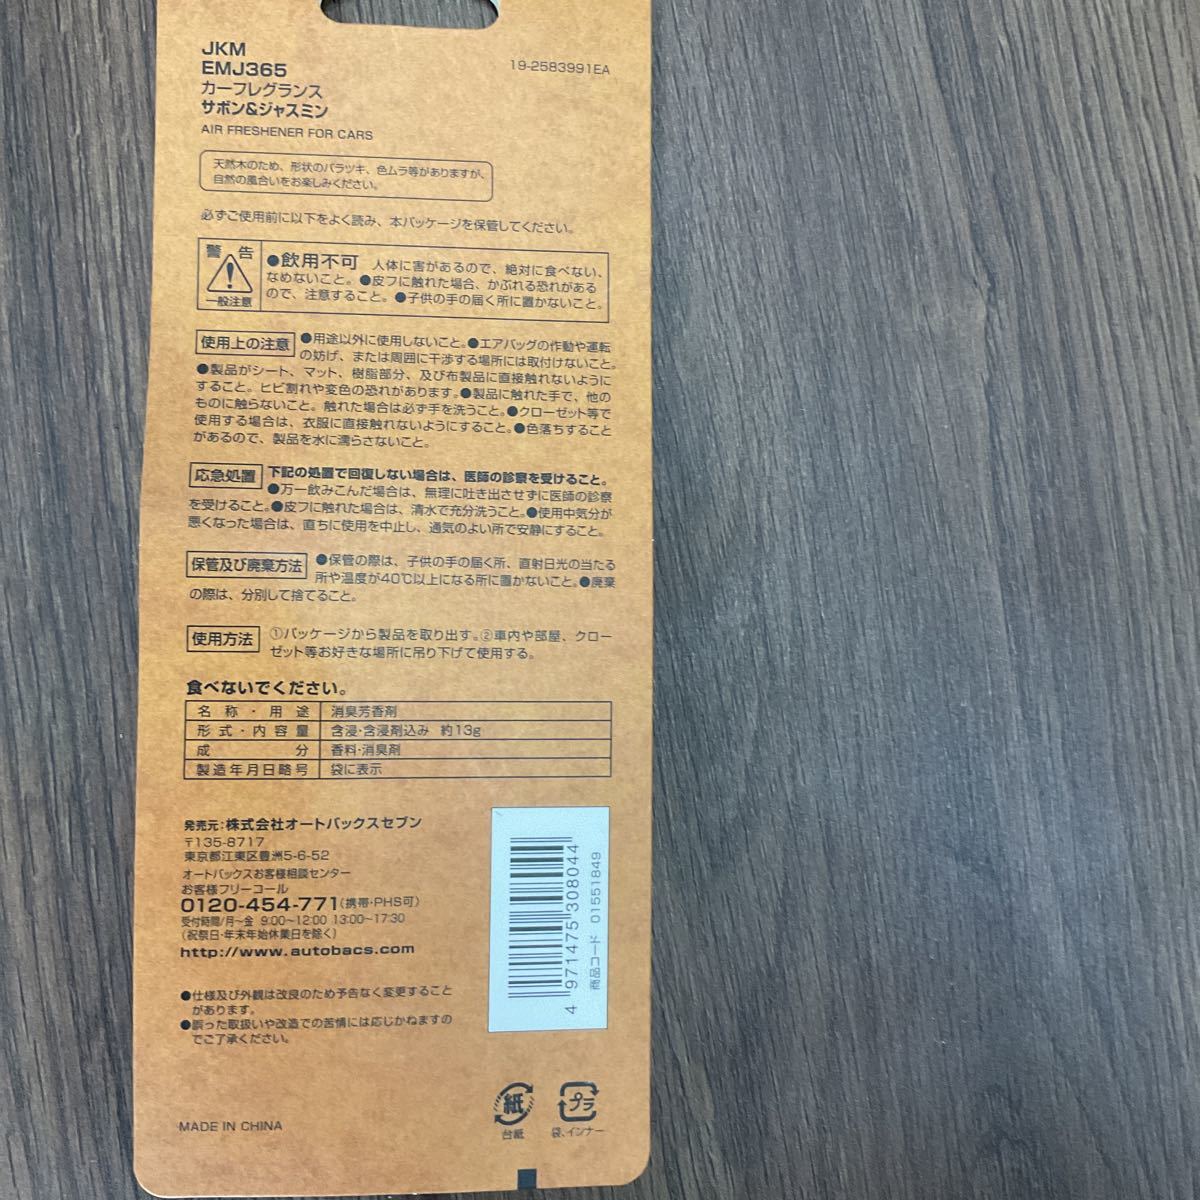 JKM
EMJ365
19-2583991EA
カーフレグランス
サボン&ジャスミン
AIR FRESHENER FOR CARS
天然木のため、形状のバラツキ、色ムラ等がありますが、
自然の風合いをお楽しみください。
必ずご使用前に以下をよく読み、本パッケージを保管してください。
警告
一般注意
●飲用不可 人体に害があるので、絶対に食べない、
なめないこと。●皮フに触れた場合、かぶれる恐れがある
ので、注意すること。●子供の手の届く所に置かないこと。
使用上の注意 ●用途以外に使用しないこと。●エアバッグの作動や運転
の妨げ、または周囲に干渉する場所には取付けないこと。
●製品がシート、マット、樹脂部分、及び布製品に直接触れないように
すること。ヒビ割れや変色の恐れがあります。●製品に触れた手で、他の
ものに触らないこと。触れた場合は必ず手を洗うこと。●クローゼット等で
使用する場合は、衣服に直接触れないようにすること。●色落ちすること
があるので、製品を水に濡らさないこと。
応急処置 下記の処置で回復しない場合は、医師の診察を受けること。
●万一飲みこんだ場合は、無理に吐き出させずに医師の診察
を受けること。●皮フに触れた場合は、清水で充分洗うこと。●使用中気分が
悪くなった場合は、直ちに使用を中止し、通気のよい所で安静にすること。
保管及び廃棄方法 ●保管の際は、子供の手の届く所、直射日光の当たる
所や温度が40℃以上になる所に置かないこと。●廃棄
の際は、分別して捨てること。
使用方法 ①パッケージから製品を取り出す。②車内や部屋、クロー
ゼット等お好きな場所に吊り下げて使用する。
食べないでください。
名称・用途 消臭芳香剤
形式・内容量 含浸・含浸剤込み 約13g
成分 香料・消臭剤
製造年月日略号 袋に表示
発売元:株式会社オートバックスセブン
〒135-8717
東京都江東区豊洲5-6-52
オートバックスお客様相談センター
お客様フリーコール
0120-454-771(携帯・PHS可)
受付時間/月〜金 9:00〜12:00 13:00〜17:30
(祝祭日・年末年始休業日を除く)
http://www.autobacs.com
4 971475 308044
商品コード 01551849
●仕様及び外観は改良のため予告なく変更すること
があります。
●誤った取扱いや改造での苦情には応じかねますの
でご了承ください。
紙
台紙
プラ
袋、インナー
MADE IN CHINA